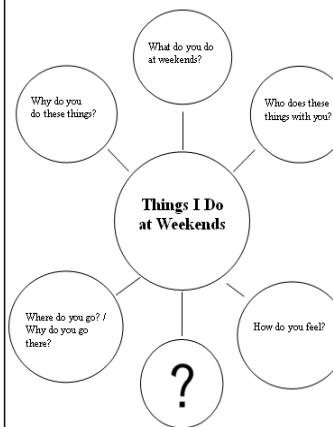 What do you do
at weekends?
Why do you
do these things?
Who does these
things with you?
Things I Do
at Weekends
Where do you go? /
Why do you go
there?
How do you feel?
?